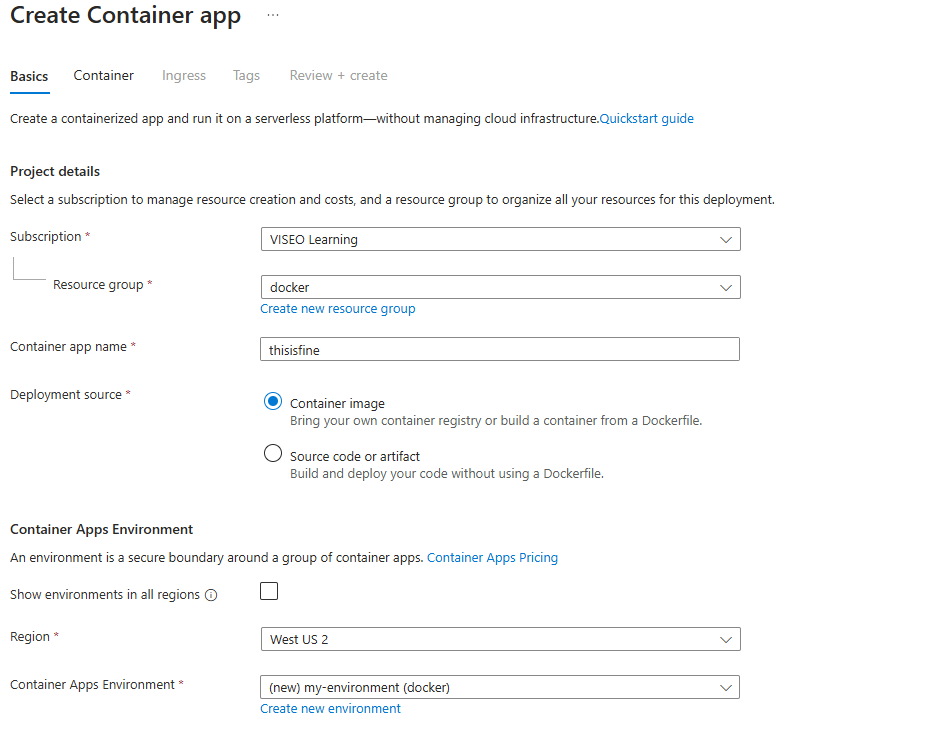 Create Container app ...
Basics Container Ingress Tags Review + create
Create a containerized app and run it on a serverless platform—without managing cloud infrastructure.Quickstart guide
Project details
Select a subscription to manage resource creation and costs, and a resource group to organize all your resources for this deployment.
Subscription * VISEO Learning
Resource group * docker
Create new resource group
Container app name * thisisfine
Deployment source * Container image
Bring your own container registry or build a container from a Dockerfile.
Source code or artifact
Build and deploy your code without using a Dockerfile.
Container Apps Environment
An environment is a secure boundary around a group of container apps. Container Apps Pricing
Show environments in all regions
Region * West US 2
Container Apps Environment * (new) my-environment (docker)
Create new environment